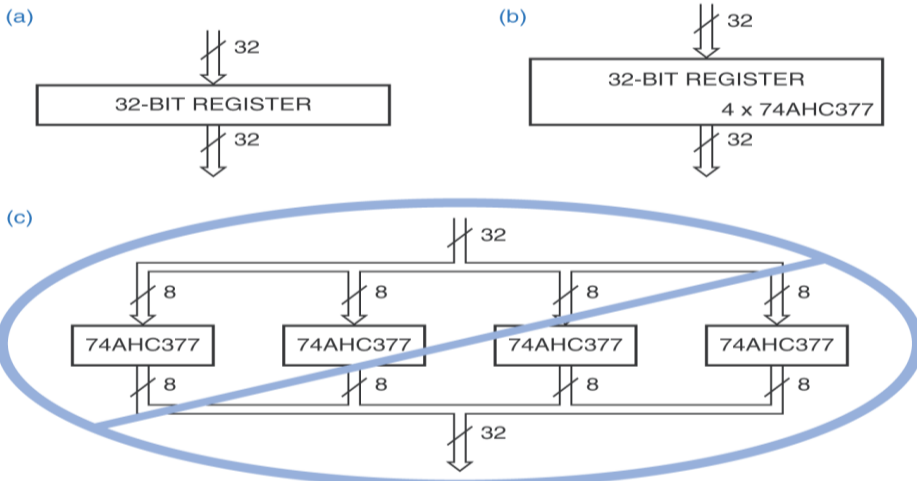 (a)
32
32-BIT REGISTER
32
(b)
32
32-BIT REGISTER
4 x 74AHC377
32
(c)
32
8
8
8
8
74AHC377
74AHC377
74AHC377
74AHC377
8
8
8
8
32